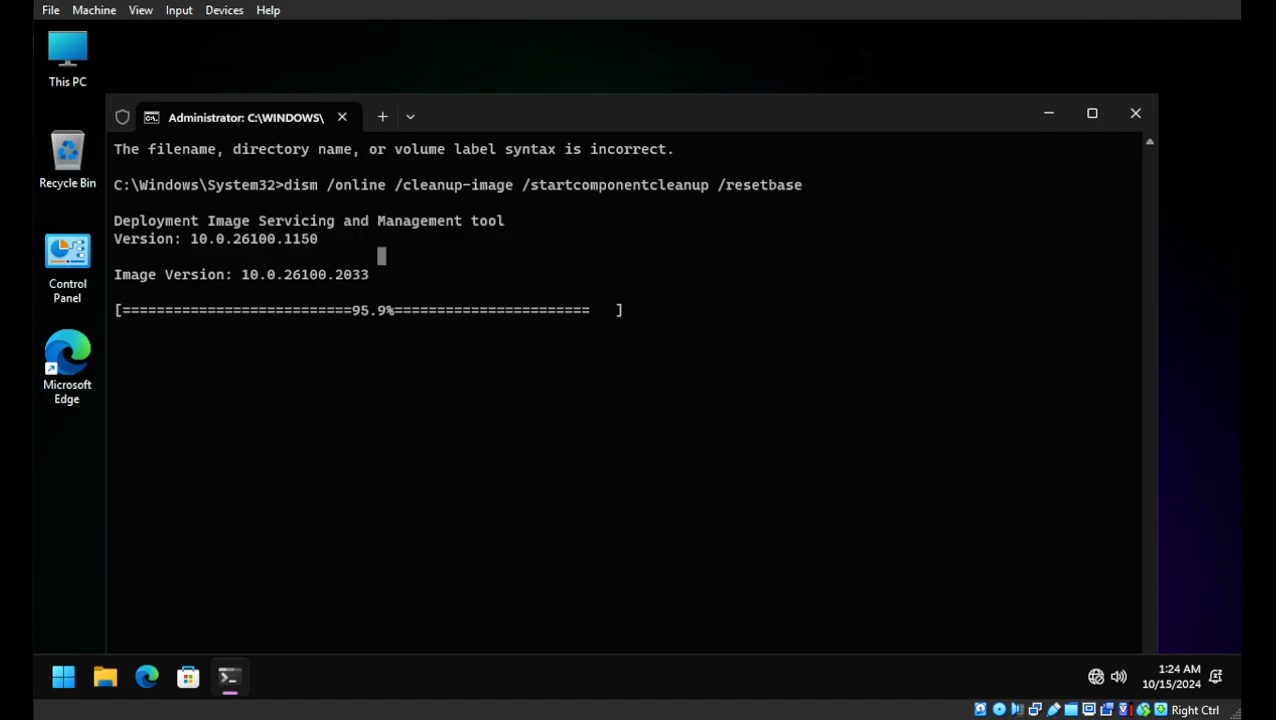 File Machine View Input Devices Help
This PC
Recycle Bin
Control
Panel
Microsoft
Edge
Administrator: C:\WINDOWS\
The filename, directory name, or volume label syntax is incorrect.
C:\Windows\System32>dism /online /cleanup-image /startcomponentcleanup /resetbase
Deployment Image Servicing and Management tool
Version: 10.0.26100.1150
Image Version: 10.0.26100.2033
[===========================95.9%======================= ]
1:24 AM
10/15/2024
Right Ctrl